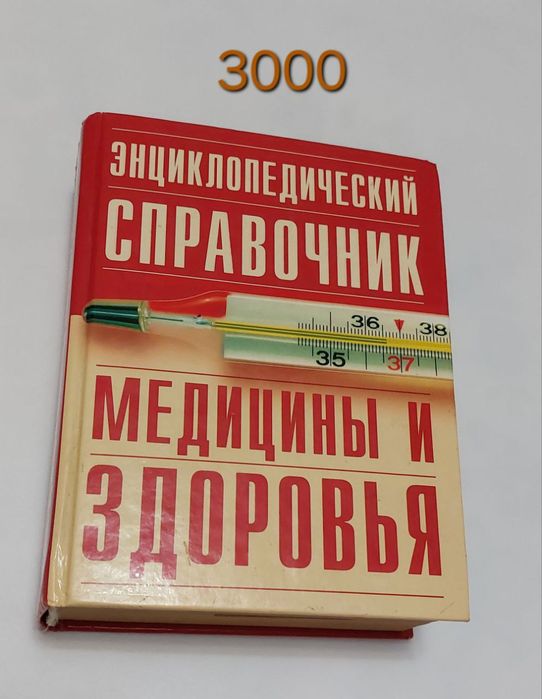 3000
ЭНЦИКЛОПЕДИЧЕСКИЙ
СПРАВОЧНИК
36 38
35 37
МЕДИЦИНЫ И
ЗДОРОВЬЯ